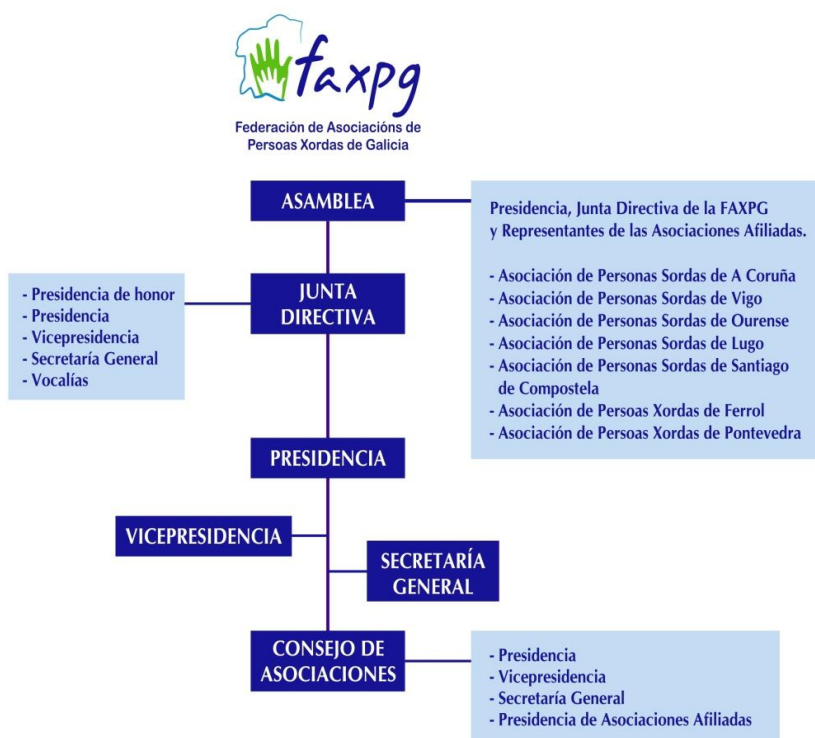 faxpg
Federación de Asociacións de
Persoas Xordas de Galicia
ASAMBLEA
Presidencia, Junta Directiva de la FAXPG
y Representantes de las Asociaciones Afiliadas.
- Asociación de Personas Sordas de A Coruña
- Asociación de Personas Sordas de Vigo
- Asociación de Personas Sordas de Ourense
- Asociación de Personas Sordas de Lugo
- Asociación de Personas Sordas de Santiago
de Compostela
- Asociación de Persoas Xordas de Ferrol
- Asociación de Persoas Xordas de Pontevedra
JUNTA
DIRECTIVA
- Presidencia de honor
- Presidencia
- Vicepresidencia
- Secretaría General
- Vocalías
PRESIDENCIA
VICEPRESIDENCIA
SECRETARÍA
GENERAL
CONSEJO DE
ASOCIACIONES
- Presidencia
- Vicepresidencia
- Secretaría General
- Presidencia de Asociaciones Afiliadas